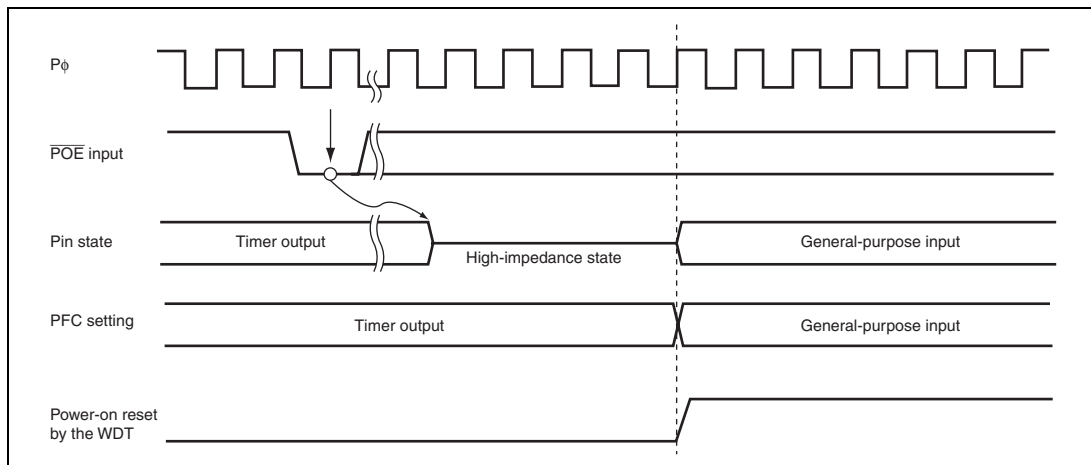 Pϕ
P̅O̅E̅ input
Pin state
Timer output
High-impedance state
General-purpose input
PFC setting
Timer output
General-purpose input
Power-on reset
by the WDT